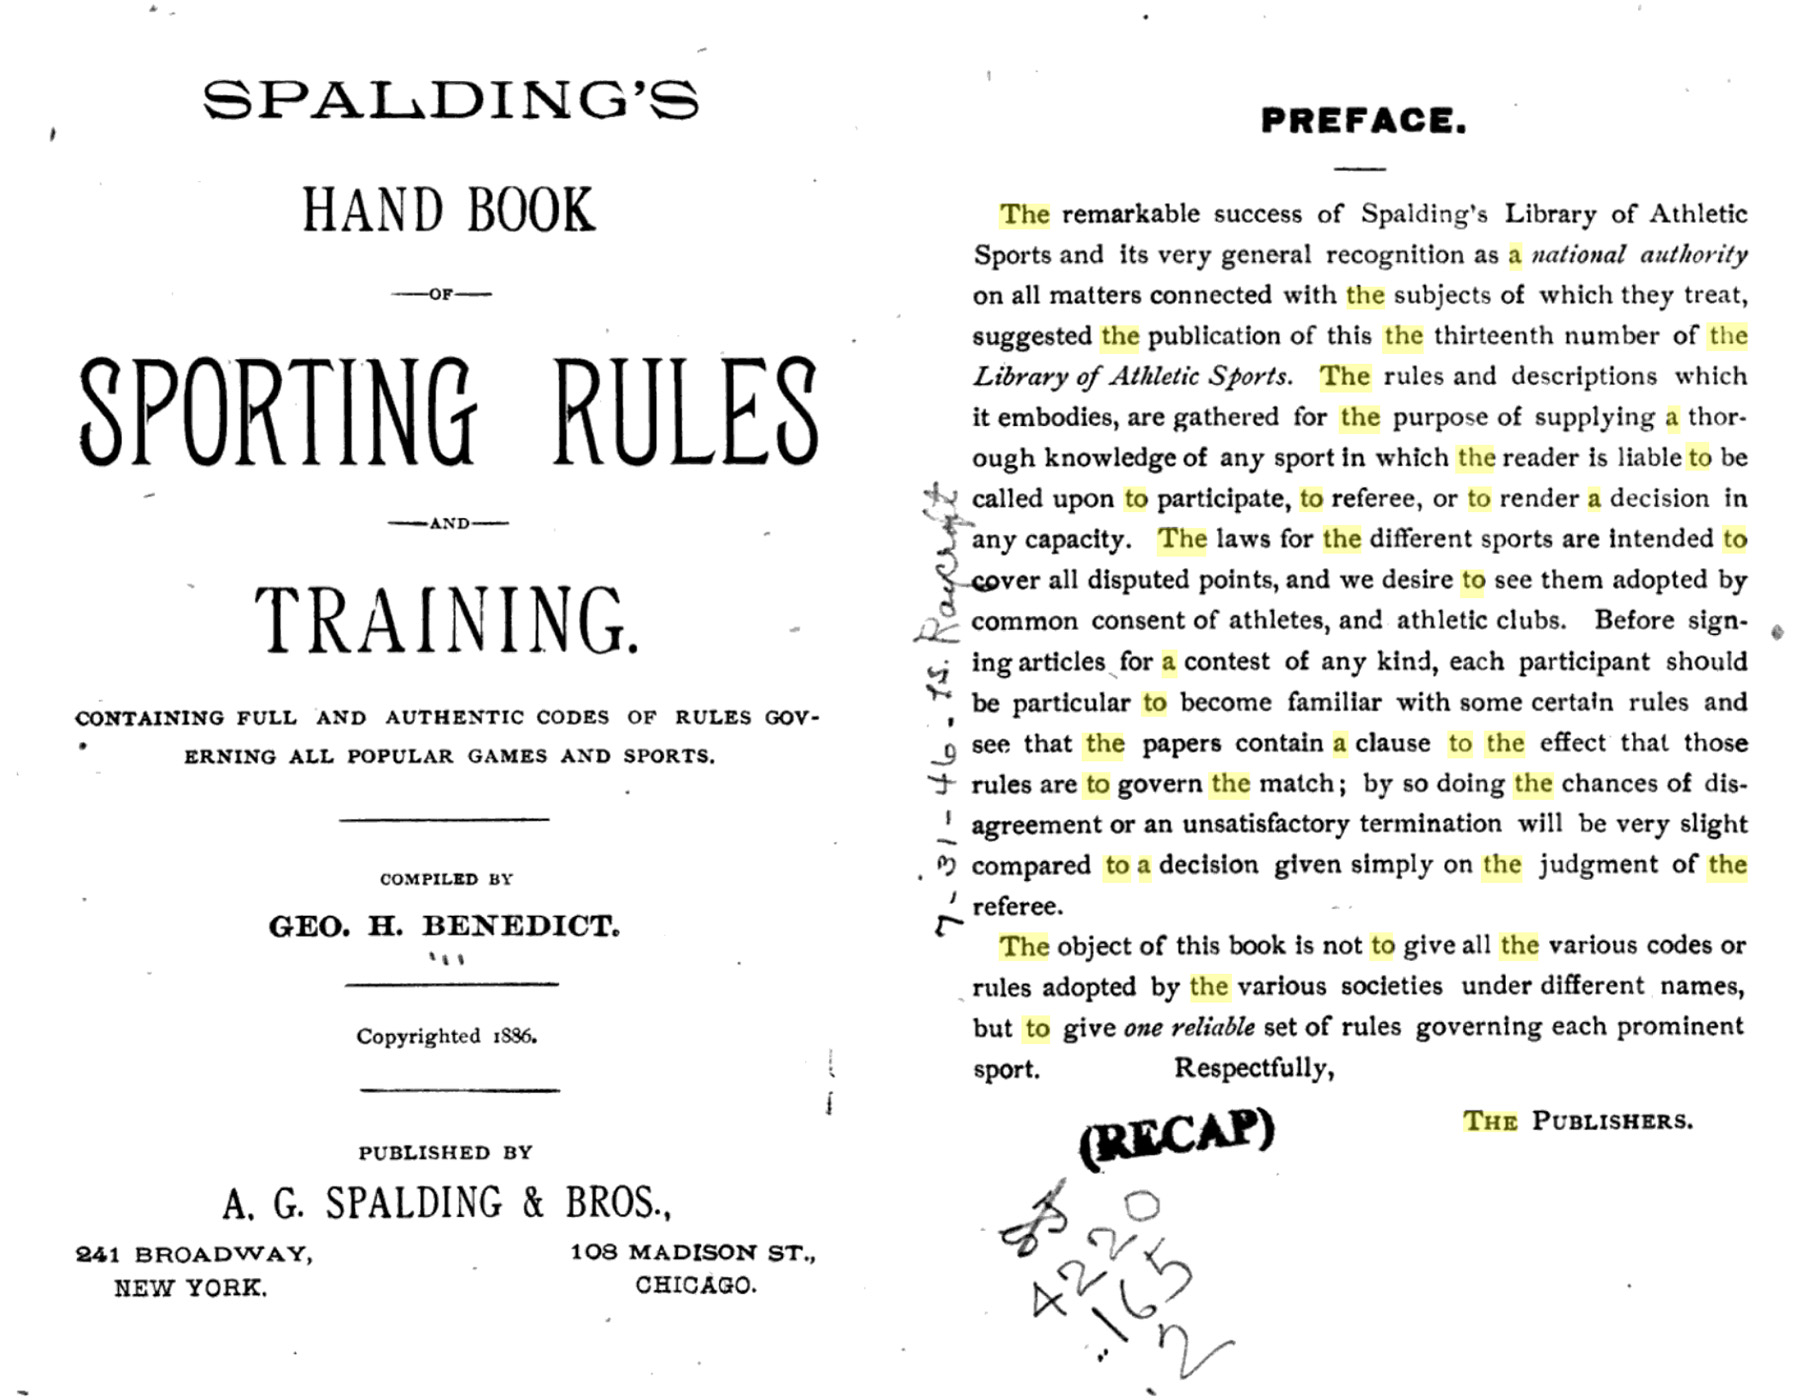 SPALDING'S
HAND BOOK
—OF—
SPORTING RULES
—AND—
TRAINING.
CONTAINING FULL AND AUTHENTIC CODES OF RULES GOV-
ERNING ALL POPULAR GAMES AND SPORTS.
COMPILED BY
GEO. H. BENEDICT.
Copyrighted 1886.
PUBLISHED BY
A. G. SPALDING & BROS.,
241 BROADWAY,
NEW YORK.
108 MADISON ST.,
CHICAGO.
PREFACE.
The remarkable success of Spalding's Library of Athletic
Sports and its very general recognition as a national authority
on all matters connected with the subjects of which they treat,
suggested the publication of this the thirteenth number of the
Library of Athletic Sports. The rules and descriptions which
it embodies, are gathered for the purpose of supplying a thor-
ough knowledge of any sport in which the reader is liable to be
called upon to participate, to referee, or to render a decision in
any capacity. The laws for the different sports are intended to
cover all disputed points, and we desire to see them adopted by
common consent of athletes, and athletic clubs. Before sign-
ing articles for a contest of any kind, each participant should
be particular to become familiar with some certain rules and
see that the papers contain a clause to the effect that those
rules are to govern the match; by so doing the chances of dis-
agreement or an unsatisfactory termination will be very slight
compared to a decision given simply on the judgment of the
referee.
The object of this book is not to give all the various codes or
rules adopted by the various societies under different names,
but to give one reliable set of rules governing each prominent
sport. Respectfully,
THE PUBLISHERS.
7-31-46. Raycroft
(RECAP)
4220
.165
2